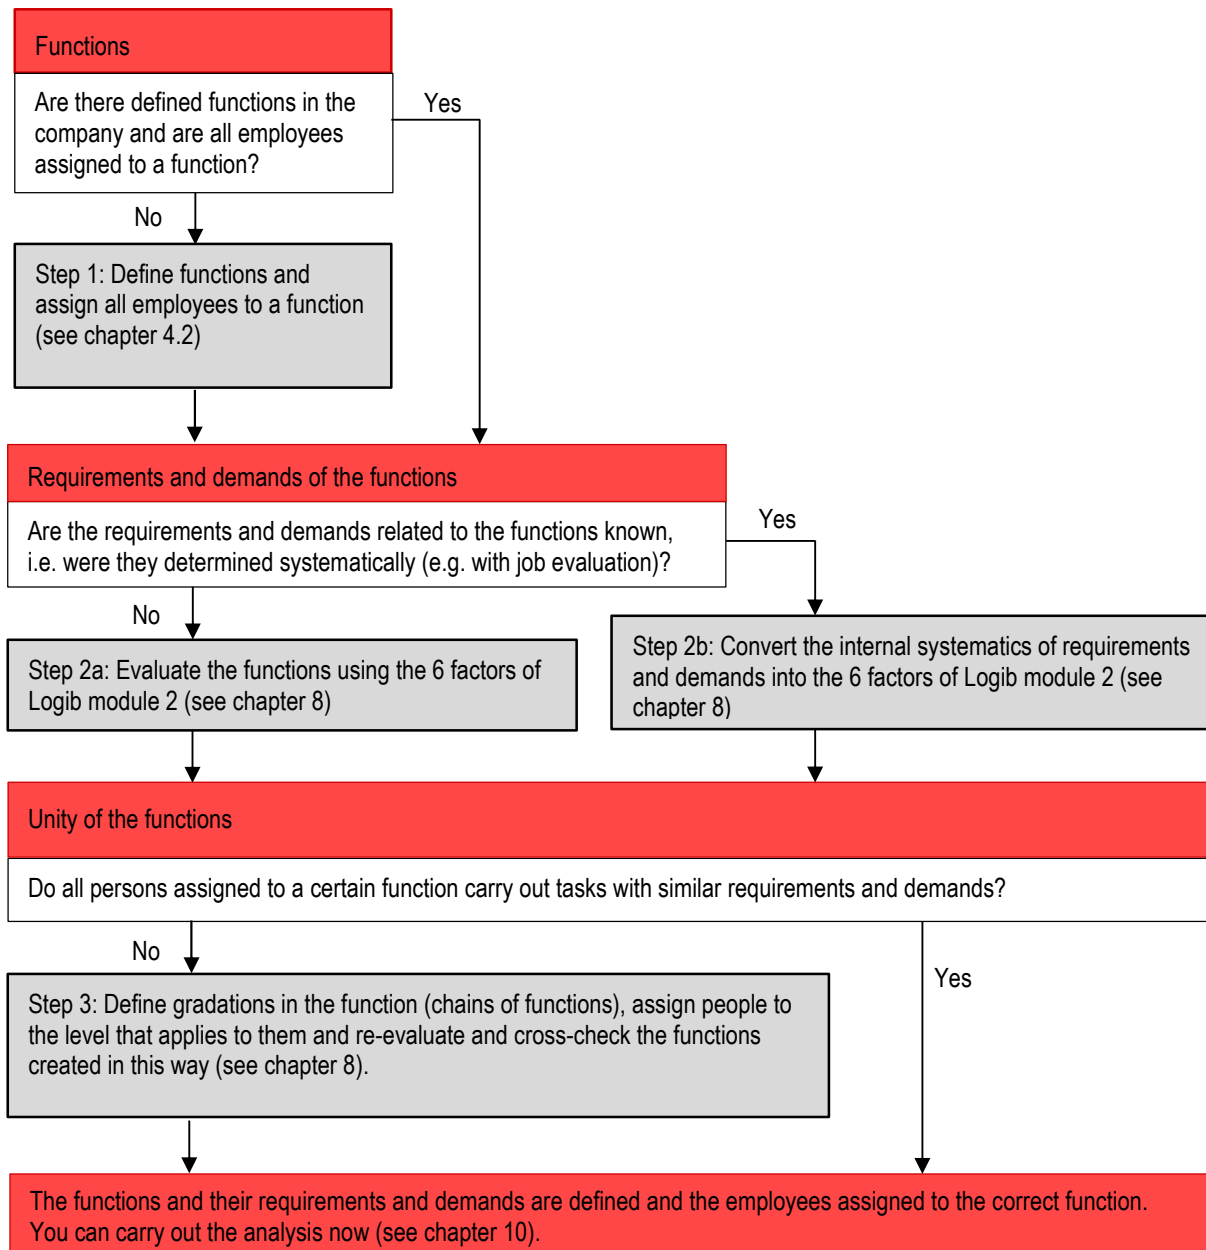 Functions
Are there defined functions in the
company and are all employees
assigned to a function?
Yes
No
Step 1: Define functions and
assign all employees to a function
(see chapter 4.2)
Requirements and demands of the functions
Are the requirements and demands related to the functions known,
i.e. were they determined systematically (e.g. with job evaluation)?
Yes
No
Step 2a: Evaluate the functions using the 6 factors of
Logib module 2 (see chapter 8)
Step 2b: Convert the internal systematics of requirements
and demands into the 6 factors of Logib module 2 (see
chapter 8)
Unity of the functions
Do all persons assigned to a certain function carry out tasks with similar requirements and demands?
No
Yes
Step 3: Define gradations in the function (chains of functions), assign people to
the level that applies to them and re-evaluate and cross-check the functions
created in this way (see chapter 8).
The functions and their requirements and demands are defined and the employees assigned to the correct function.
You can carry out the analysis now (see chapter 10).